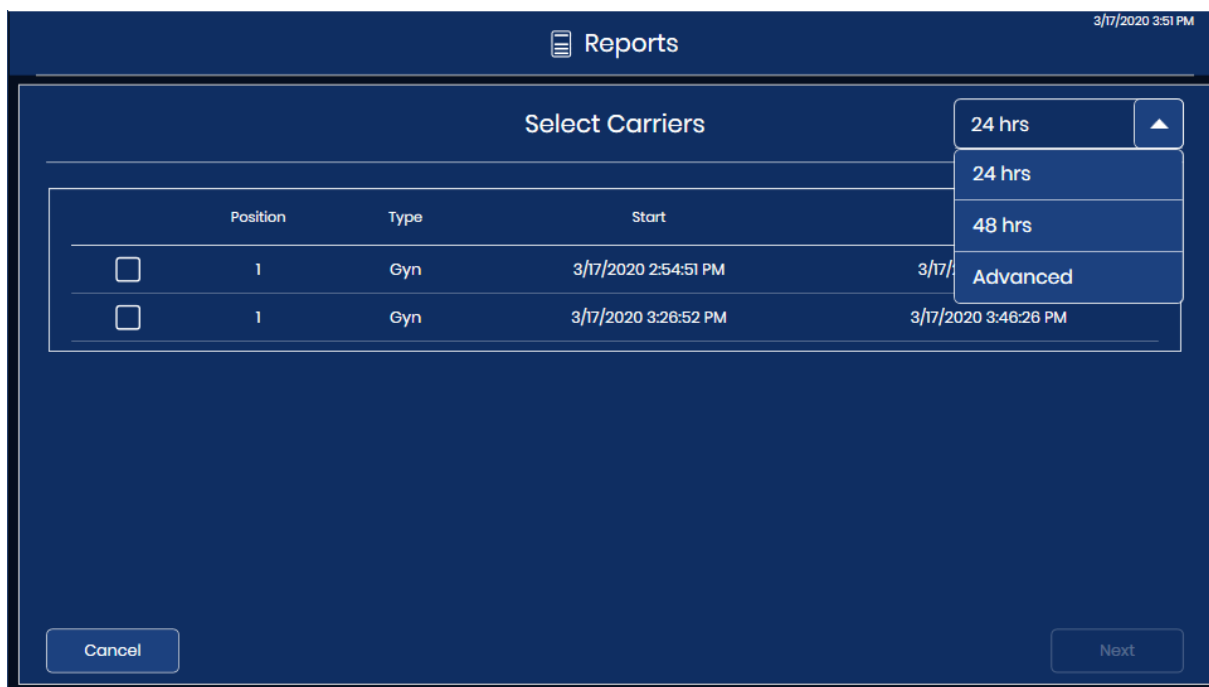 3/17/2020 3:51 PM
Reports
Select Carriers
24 hrs
24 hrs
48 hrs
Advanced
Position Type Start
1 Gyn 3/17/2020 2:54:51 PM 3/17/
1 Gyn 3/17/2020 3:26:52 PM 3/17/2020 3:46:26 PM
Cancel Next